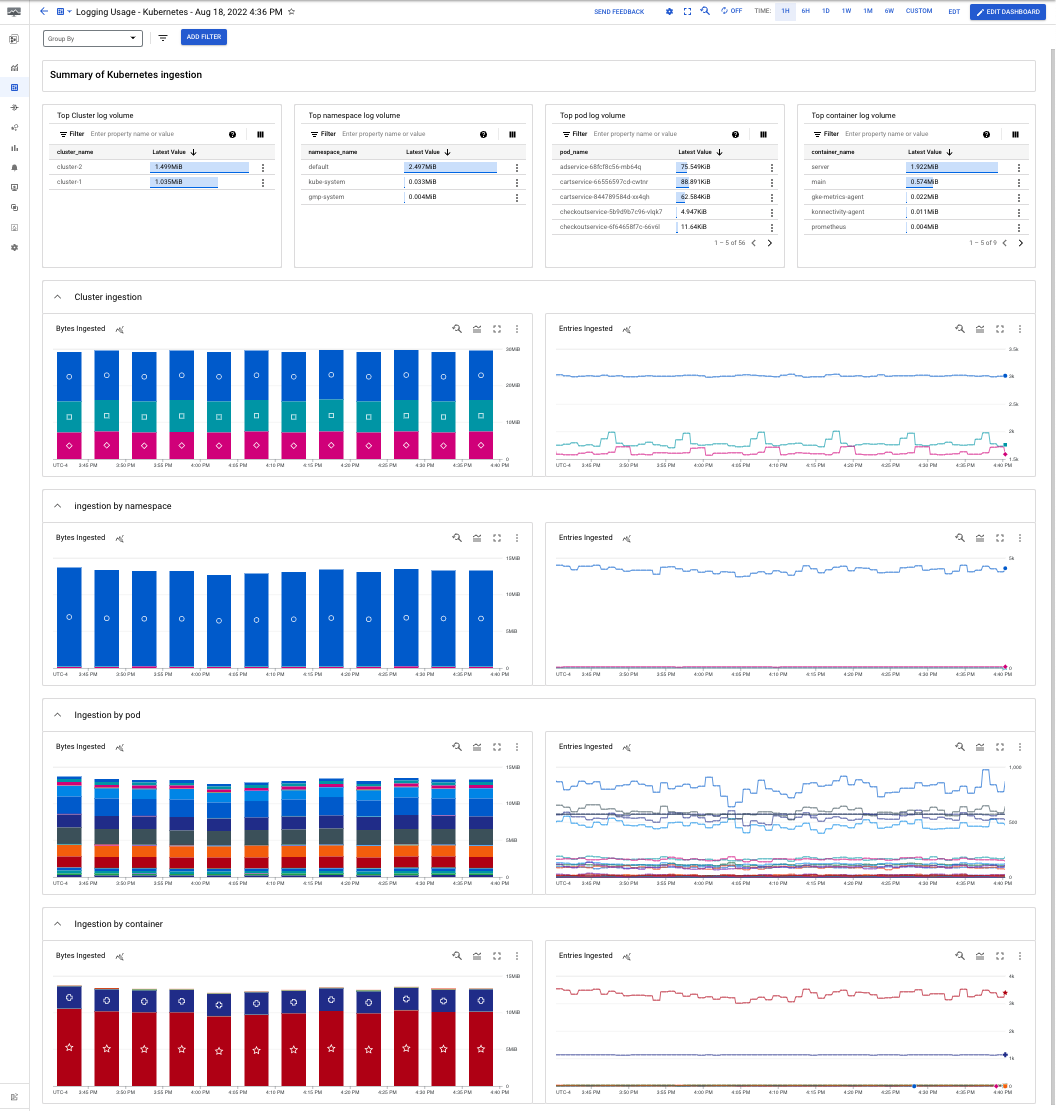 Logging Usage - Kubernetes - Aug 18, 2022 4:36 PM
SEND FEEDBACK
OFF
TIME: 1H 6H 1D 1W 1M 6W CUSTOM EDT
EDIT DASHBOARD
Group By
ADD FILTER
Summary of Kubernetes ingestion
Top Cluster log volume
Filter Enter property name or value
cluster_name Latest Value
cluster-2 1.499MiB
cluster-1 1.035MiB
Top namespace log volume
Filter Enter property name or value
namespace_name Latest Value
default 2.497MiB
kube-system 0.033MiB
gmp-system 0.004MiB
Top pod log volume
Filter Enter property name or value
pod_name Latest Value
adservice-68fcf8c56-mb64q 75.549KiB
cartservice-66556597cd-cwtnr 88.891KiB
cartservice-844789584d-xx4qh 62.584KiB
checkoutservice-5b9d9b7c96-vlqk7 4.947KiB
checkoutservice-6f64658f7c-66v6l 11.64KiB
1 – 5 of 56
Top container log volume
Filter Enter property name or value
container_name Latest Value
server 1.922MiB
main 0.574MiB
gke-metrics-agent 0.022MiB
konnectivity-agent 0.011MiB
prometheus 0.004MiB
1 – 5 of 9
Cluster ingestion
Bytes Ingested
30MiB
20MiB
10MiB
0
UTC-4 3:45 PM 3:50 PM 3:55 PM 4:00 PM 4:05 PM 4:10 PM 4:15 PM 4:20 PM 4:25 PM 4:30 PM 4:35 PM 4:40 PM
Entries Ingested
3.5k
3k
2.5k
2k
1.5k
UTC-4 3:45 PM 3:50 PM 3:55 PM 4:00 PM 4:05 PM 4:10 PM 4:15 PM 4:20 PM 4:25 PM 4:30 PM 4:35 PM 4:40 PM
ingestion by namespace
Bytes Ingested
15MiB
10MiB
5MiB
0
UTC-4 3:45 PM 3:50 PM 3:55 PM 4:00 PM 4:05 PM 4:10 PM 4:15 PM 4:20 PM 4:25 PM 4:30 PM 4:35 PM 4:40 PM
Entries Ingested
5k
0
UTC-4 3:45 PM 3:50 PM 3:55 PM 4:00 PM 4:05 PM 4:10 PM 4:15 PM 4:20 PM 4:25 PM 4:30 PM 4:35 PM 4:40 PM
Ingestion by pod
Bytes Ingested
15MiB
10MiB
5MiB
0
UTC-4 3:45 PM 3:50 PM 3:55 PM 4:00 PM 4:05 PM 4:10 PM 4:15 PM 4:20 PM 4:25 PM 4:30 PM 4:35 PM 4:40 PM
Entries Ingested
1,000
500
0
UTC-4 3:45 PM 3:50 PM 3:55 PM 4:00 PM 4:05 PM 4:10 PM 4:15 PM 4:20 PM 4:25 PM 4:30 PM 4:35 PM 4:40 PM
Ingestion by container
Bytes Ingested
15MiB
10MiB
5MiB
0
UTC-4 3:45 PM 3:50 PM 3:55 PM 4:00 PM 4:05 PM 4:10 PM 4:15 PM 4:20 PM 4:25 PM 4:30 PM 4:35 PM 4:40 PM
Entries Ingested
4k
3k
2k
1k
0
UTC-4 3:45 PM 3:50 PM 3:55 PM 4:00 PM 4:05 PM 4:10 PM 4:15 PM 4:20 PM 4:25 PM 4:30 PM 4:35 PM 4:40 PM